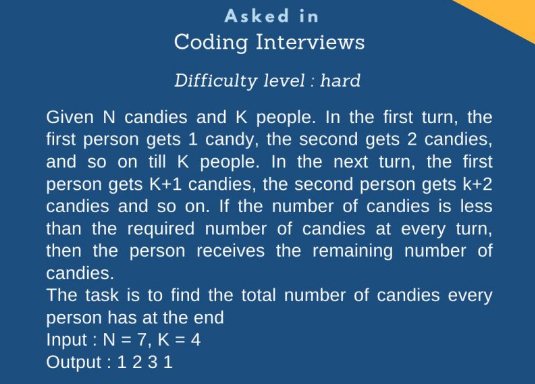 Asked in
Coding Interviews
Difficulty level : hard
Given N candies and K people. In the first turn, the
first person gets 1 candy, the second gets 2 candies,
and so on till K people. In the next turn, the first
person gets K+1 candies, the second person gets k+2
candies and so on. If the number of candies is less
than the required number of candies at every turn,
then the person receives the remaining number of
candies.
The task is to find the total number of candies every
person has at the end
Input : N = 7, K = 4
Output : 1 2 3 1